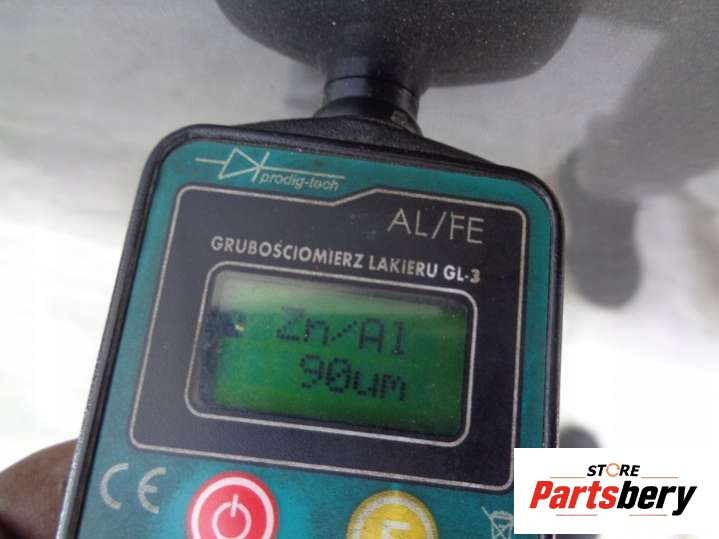 prodig-tech
AL/FE
GRUBOŚCIOMIERZ LAKIERU GL-3
Zn/Al
90um
CE
STORE
Partsbery